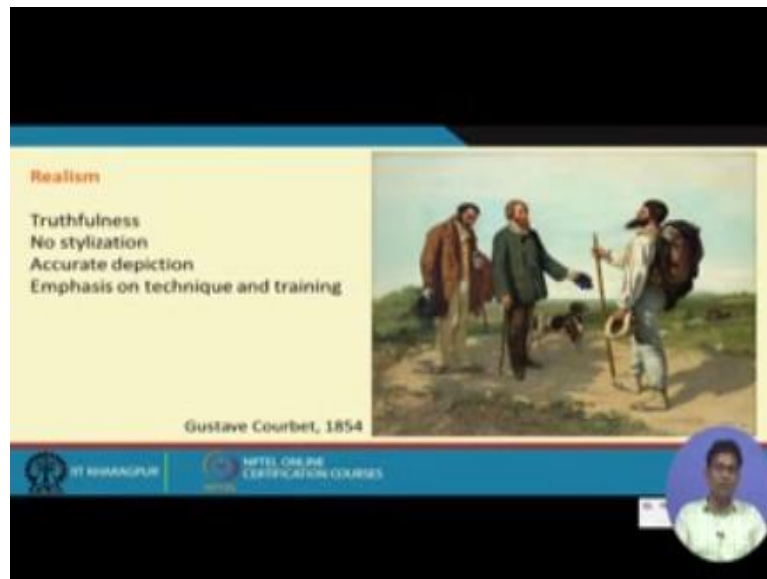 Realism
Truthfulness
No stylization
Accurate depiction
Emphasis on technique and training
Gustave Courbet, 1854
IIT KHARAGPUR
NPTEL ONLINE
CERTIFICATION COURSES